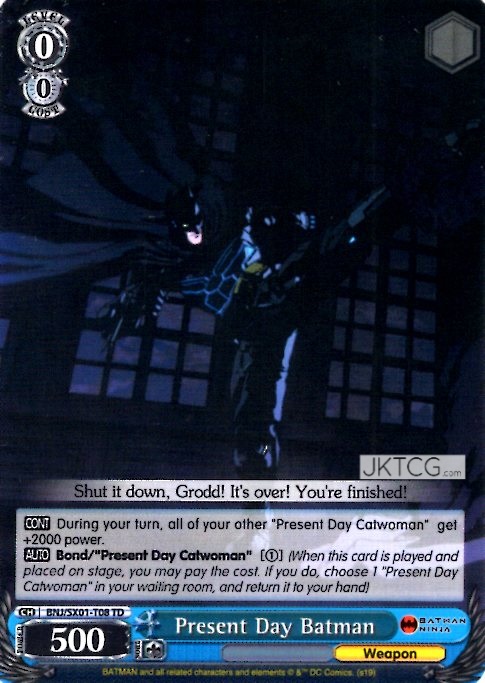 LEVEL
0
0
COST
JKTCG.com
Shut it down, Grodd! It's over! You're finished!
CONT During your turn, all of your other "Present Day Catwoman" get
+2000 power.
AUTO Bond/"Present Day Catwoman" [①] (When this card is played and
placed on stage, you may pay the cost. If you do, choose 1 "Present Day
Catwoman" in your waiting room, and return it to your hand)
CH BNJ/SX01-T08 TD
POWER 500 SOUL Present Day Batman BATMAN NINJA
Weapon
BATMAN and all related characters and elements © & ™ DC Comics. (s19)